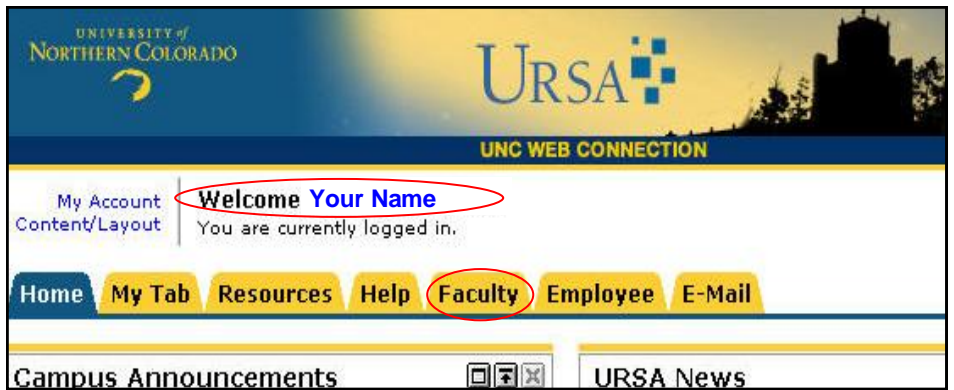 UNIVERSITY of
NORTHERN COLORADO
URSA
UNC WEB CONNECTION
My Account
Content/Layout
Welcome Your Name
You are currently logged in.
Home My Tab Resources Help Faculty Employee E-Mail
Campus Announcements
URSA News